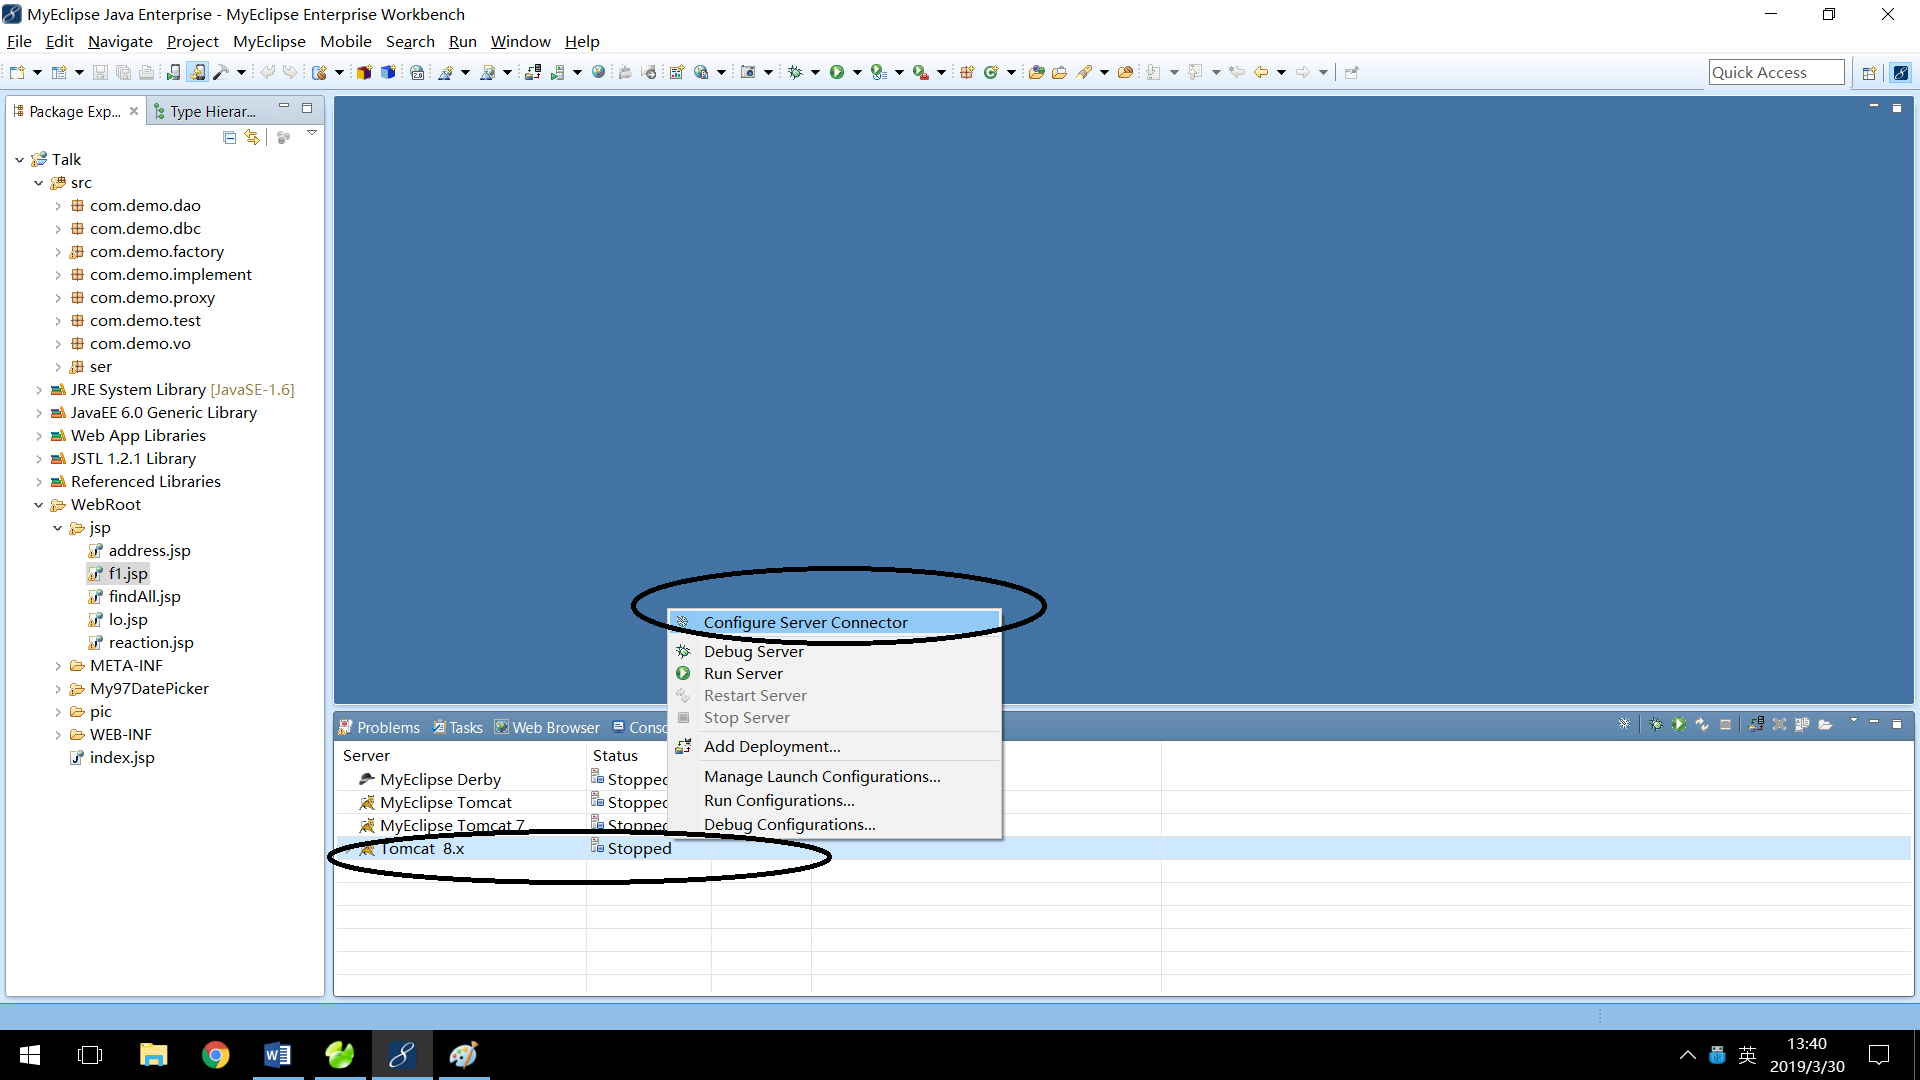 MyEclipse Java Enterprise - MyEclipse Enterprise Workbench
File Edit Navigate Project MyEclipse Mobile Search Run Window Help
Quick Access
Package Exp... Type Hierar...
Talk
src
com.demo.dao
com.demo.dbc
com.demo.factory
com.demo.implement
com.demo.proxy
com.demo.test
com.demo.vo
ser
JRE System Library [JavaSE-1.6]
JavaEE 6.0 Generic Library
Web App Libraries
JSTL 1.2.1 Library
Referenced Libraries
WebRoot
jsp
address.jsp
f1.jsp
findAll.jsp
lo.jsp
reaction.jsp
META-INF
My97DatePicker
pic
WEB-INF
index.jsp
Configure Server Connector
Debug Server
Run Server
Restart Server
Stop Server
Add Deployment...
Manage Launch Configurations...
Run Configurations...
Debug Configurations...
Problems Tasks Web Browser Conso
Server Status
MyEclipse Derby Stopped
MyEclipse Tomcat Stopped
MyEclipse Tomcat 7 Stopped
Tomcat 8.x Stopped
英
13:40
2019/3/30